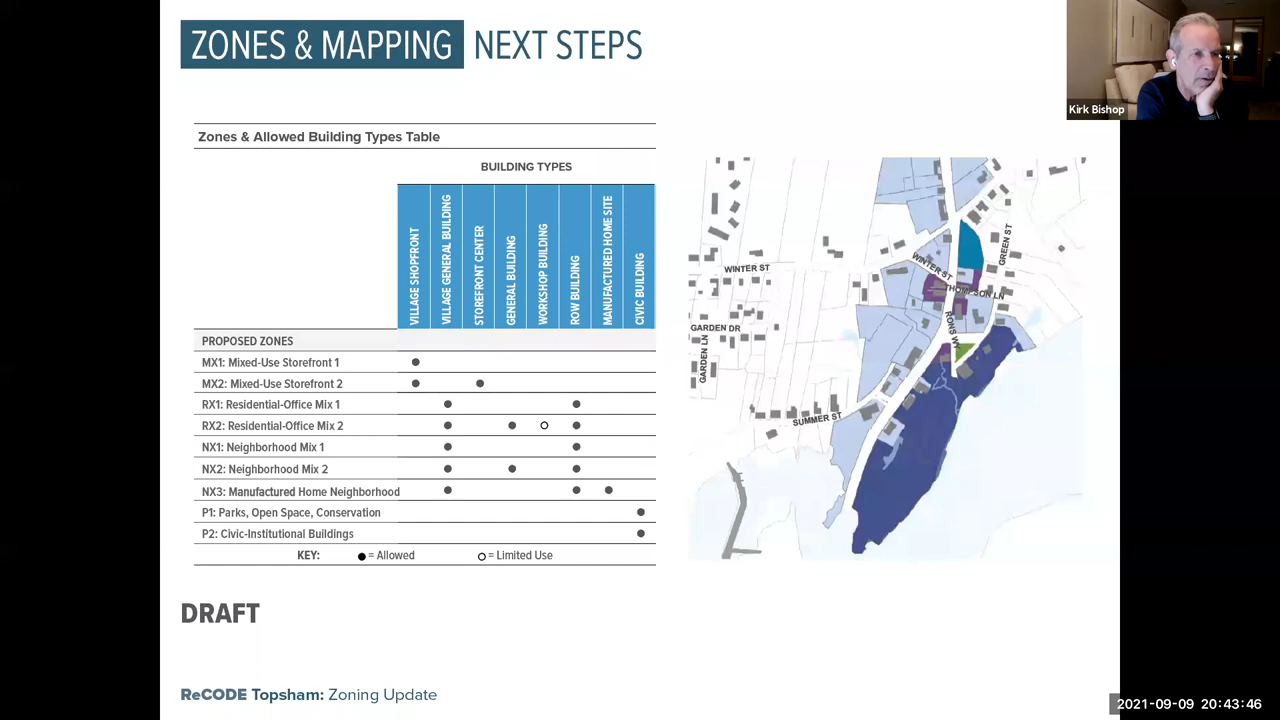 ZONES & MAPPING NEXT STEPS
Kirk Bishop
Zones & Allowed Building Types Table
BUILDING TYPES
VILLAGE SHOPFRONT
VILLAGE GENERAL BUILDING
STOREFRONT CENTER
GENERAL BUILDING
WORKSHOP BUILDING
ROW BUILDING
MANUFACTURED HOME SITE
CIVIC BUILDING
PROPOSED ZONES
MX1: Mixed-Use Storefront 1
MX2: Mixed-Use Storefront 2
RX1: Residential-Office Mix 1
RX2: Residential-Office Mix 2
NX1: Neighborhood Mix 1
NX2: Neighborhood Mix 2
NX3: Manufactured Home Neighborhood
P1: Parks, Open Space, Conservation
P2: Civic-Institutional Buildings
KEY: ● = Allowed ○ = Limited Use
WINTER ST
WINTER ST
GREEN ST
THOMPSON LN
RONS WY
GARDEN DR
GARDEN LN
SUMMER ST
DRAFT
ReCODE Topsham: Zoning Update
2021-09-09 20:43:46